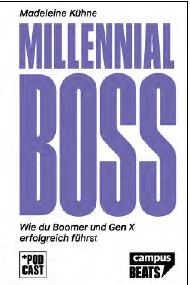 Madeleine Kühne
MILLENNIAL
BOSS
Wie du Boomer und Gen X
erfolgreich führst
+POD
CAST
campus
BEATS